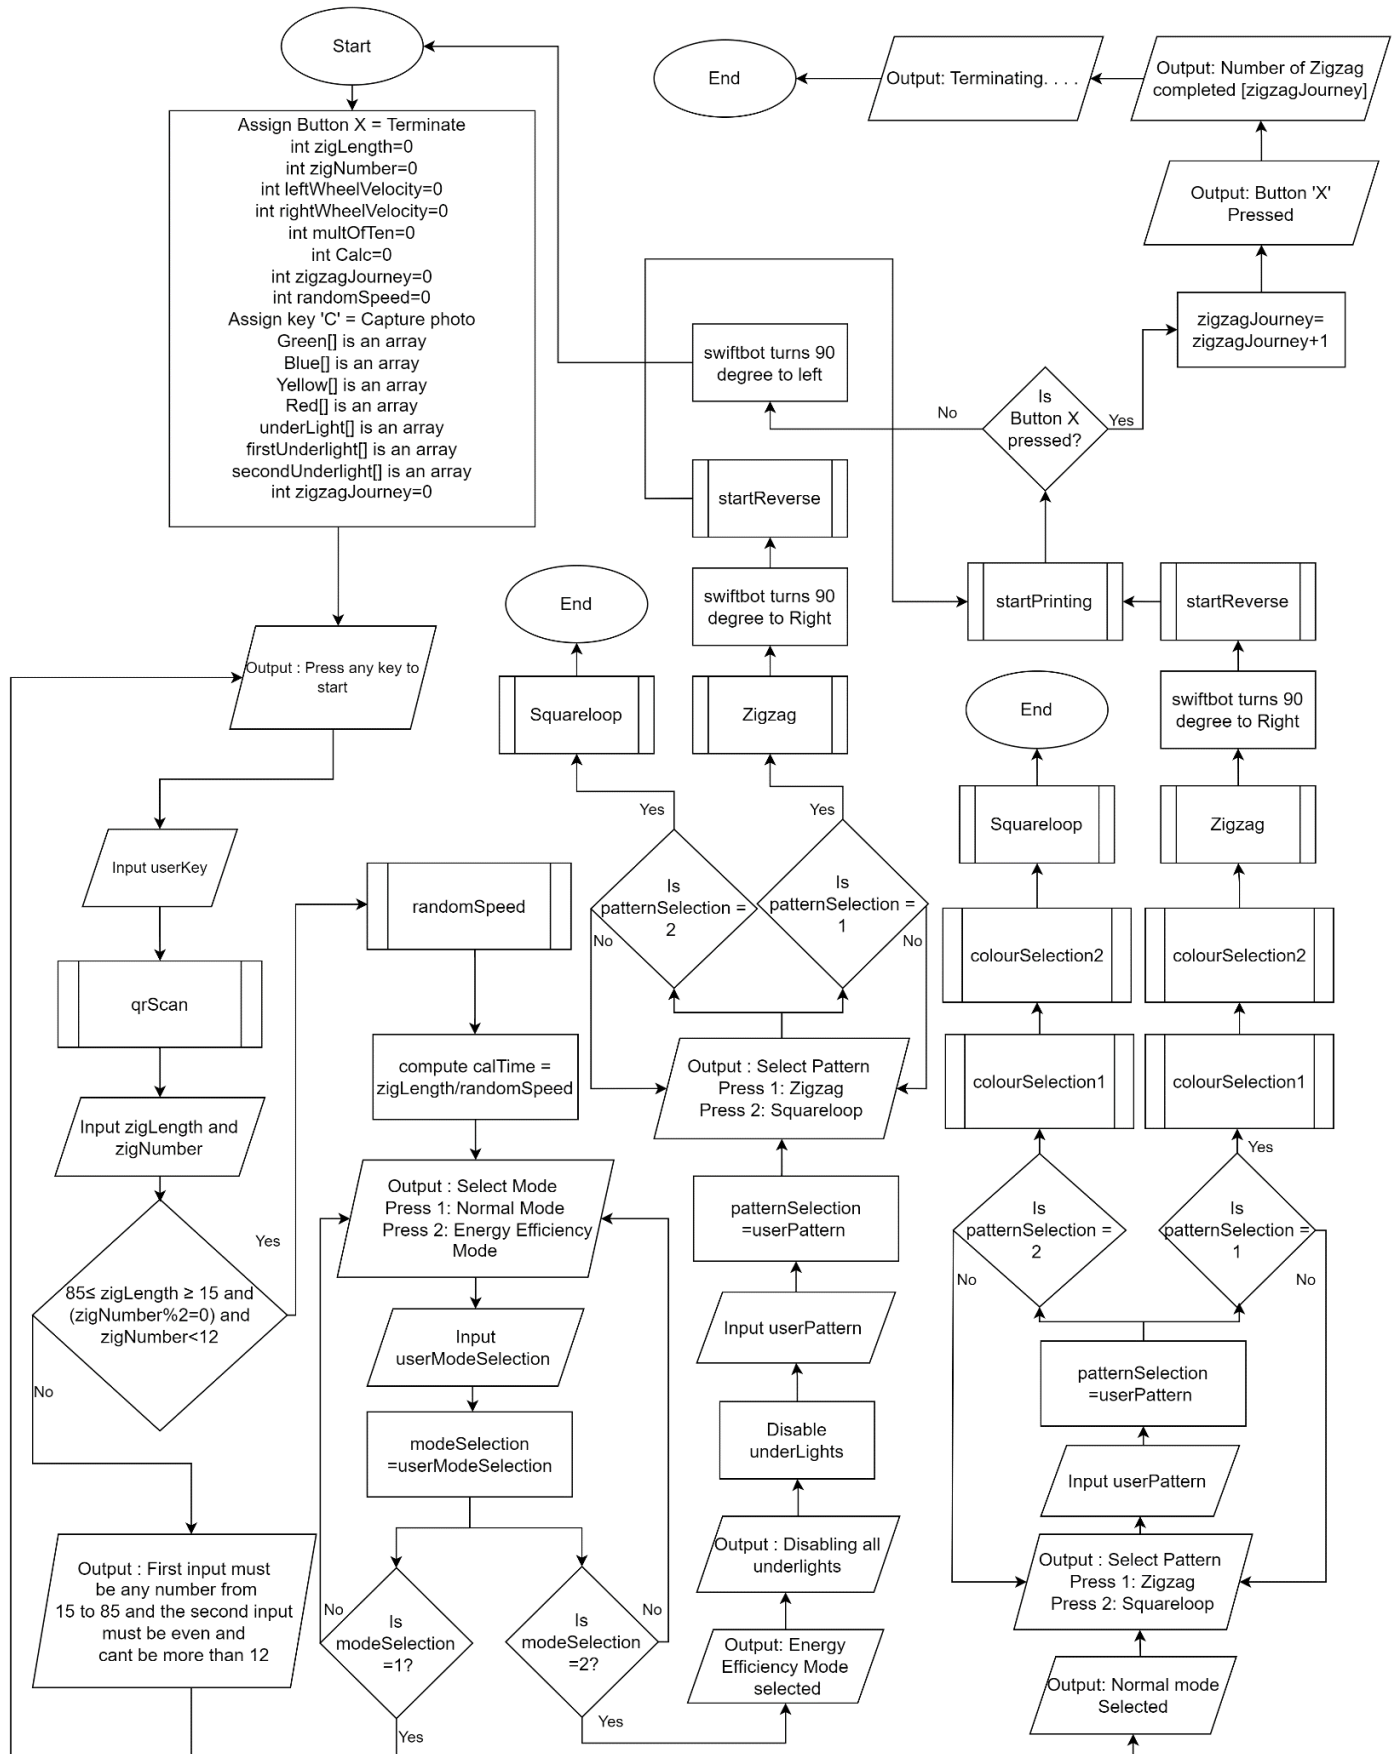 Start
Assign Button X = Terminate
int zigLength=0
int zigNumber=0
int leftWheelVelocity=0
int rightWheelVelocity=0
int multOfTen=0
int Calc=0
int zigzagJourney=0
int randomSpeed=0
Assign key 'C' = Capture photo
Green[] is an array
Blue[] is an array
Yellow[] is an array
Red[] is an array
underLight[] is an array
firstUnderlight[] is an array
secondUnderlight[] is an array
int zigzagJourney=0
Output : Press any key to
start
Input userKey
qrScan
Input zigLength and
zigNumber
85≤ zigLength ≥ 15 and
(zigNumber%2=0) and
zigNumber<12
Yes
No
Output : First input must
be any number from
15 to 85 and the second input
must be even and
cant be more than 12
randomSpeed
compute calTime =
zigLength/randomSpeed
Output : Select Mode
Press 1: Normal Mode
Press 2: Energy Efficiency
Mode
Input
userModeSelection
modeSelection
=userModeSelection
Is
modeSelection
=1?
No
Yes
Is
modeSelection
=2?
No
Yes
Output: Energy
Efficiency Mode
selected
Output : Disabling all
underlights
Disable
underLights
Input userPattern
patternSelection
=userPattern
Output : Select Pattern
Press 1: Zigzag
Press 2: Squareloop
Is
patternSelection =
2
No
Yes
Is
patternSelection =
1
No
Yes
Squareloop
End
Zigzag
swiftbot turns 90
degree to Right
startReverse
swiftbot turns 90
degree to left
Output: Normal mode
Selected
Output : Select Pattern
Press 1: Zigzag
Press 2: Squareloop
Input userPattern
patternSelection
=userPattern
Is
patternSelection =
2
No
Is
patternSelection =
1
No
Yes
colourSelection1
colourSelection2
Squareloop
End
colourSelection1
colourSelection2
Zigzag
swiftbot turns 90
degree to Right
startReverse
startPrinting
Is
Button X
pressed?
No
Yes
zigzagJourney=
zigzagJourney+1
Output: Button 'X'
Pressed
Output: Number of Zigzag
completed [zigzagJourney]
Output: Terminating. . . .
End